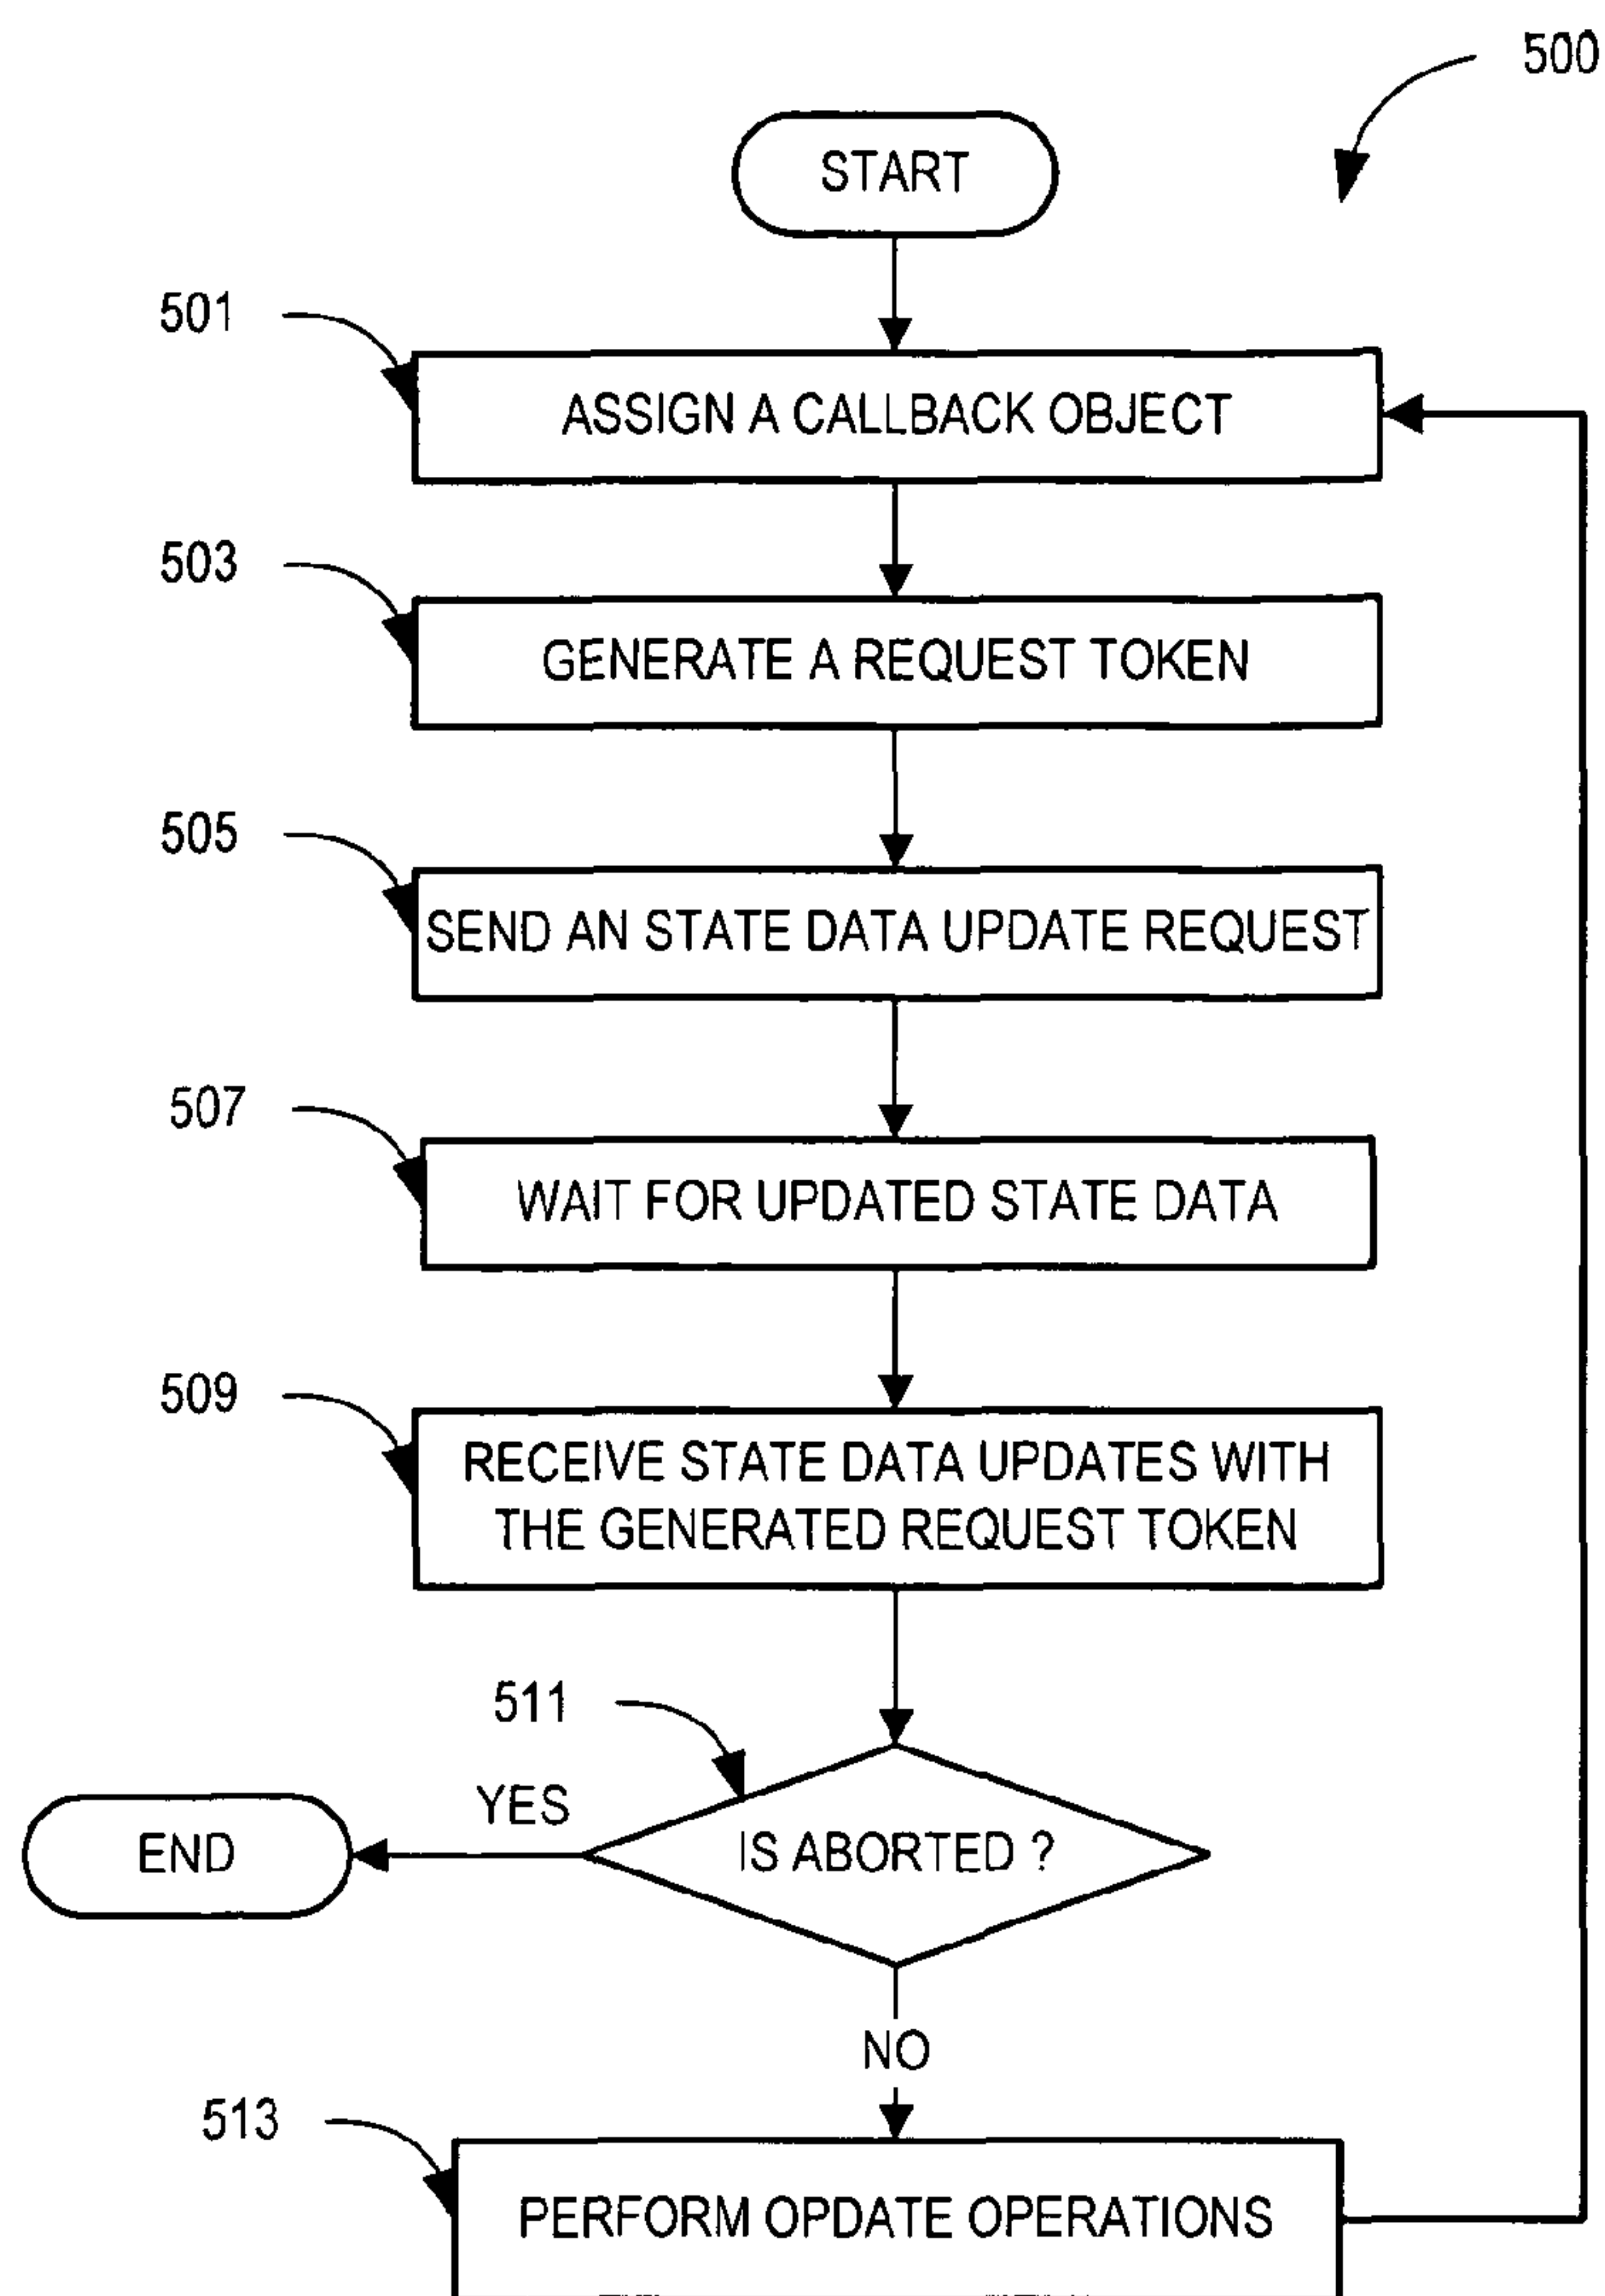 500
START
501
ASSIGN A CALLBACK OBJECT
503
GENERATE A REQUEST TOKEN
505
SEND AN STATE DATA UPDATE REQUEST
507
WAIT FOR UPDATED STATE DATA
509
RECEIVE STATE DATA UPDATES WITH
THE GENERATED REQUEST TOKEN
511
YES
END
IS ABORTED ?
NO
513
PERFORM OPDATE OPERATIONS